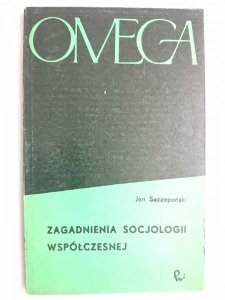 OMEGA
Jan Szczepański
ZAGADNIENIA SOCJOLOGII
WSPÓŁCZESNEJ